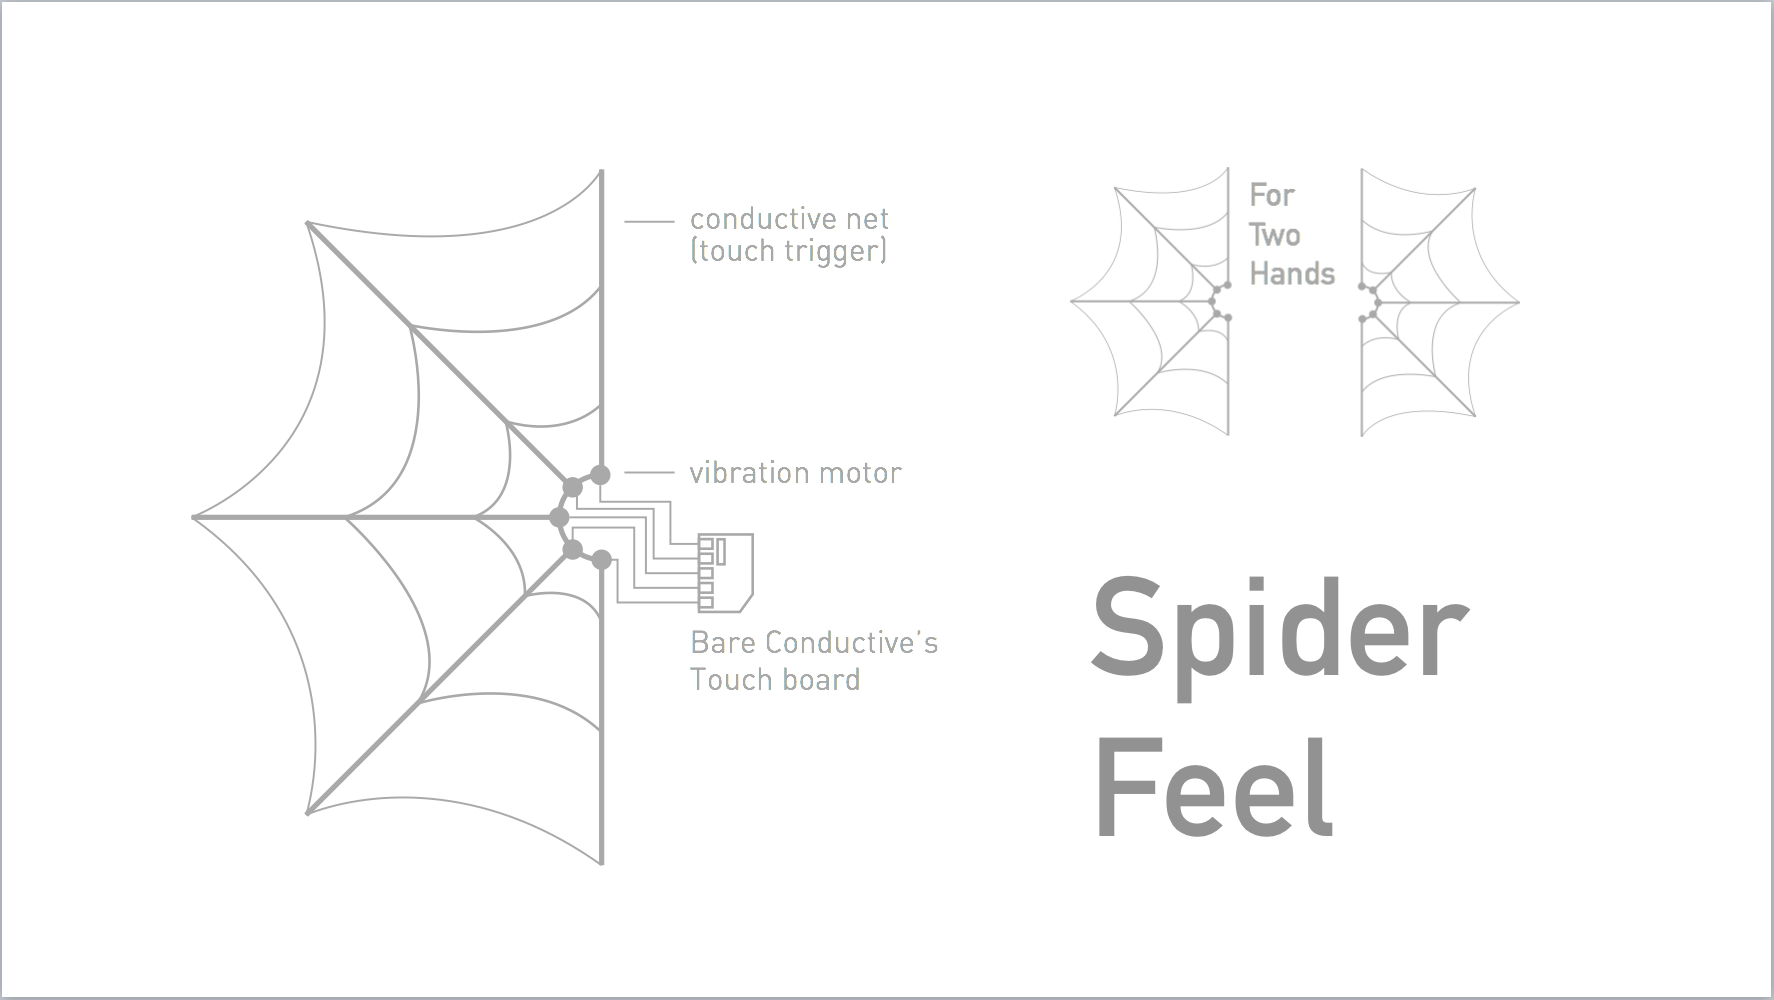 conductive net
(touch trigger)
vibration motor
Bare Conductive's
Touch board
For
Two
Hands
Spider
Feel